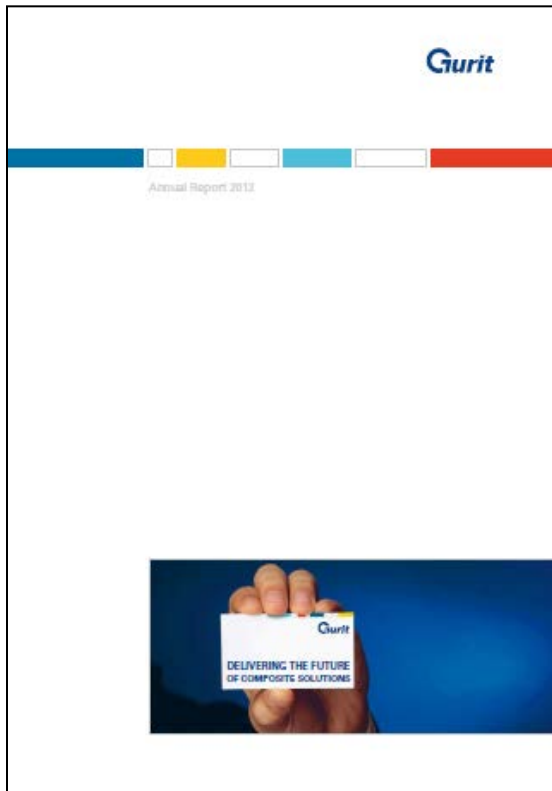 Gurit
Annual Report 2012
Gurit
DELIVERING THE FUTURE
OF COMPOSITE SOLUTIONS